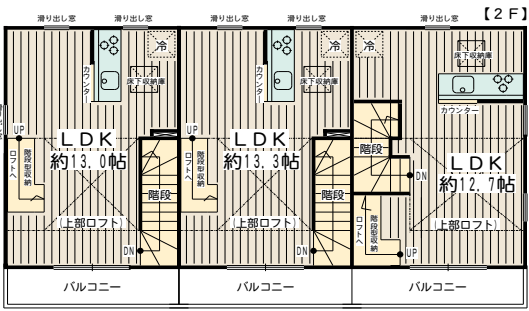 【2F】
滑り出し窓 滑り出し窓 滑り出し窓 滑り出し窓 滑り出し窓
冷 冷 冷
床下収納庫 床下収納庫 床下収納庫
カウンター カウンター カウンター
UP UP
LDK
約13.0帖
LDK
約13.3帖
LDK
約12.7帖
階段型収納 ロフトへ
階段型収納 ロフトへ
階段型収納 ロフトへ
階段 階段 階段
(上部ロフト) (上部ロフト) (上部ロフト)
DN DN DN
UP
バルコニー バルコニー バルコニー